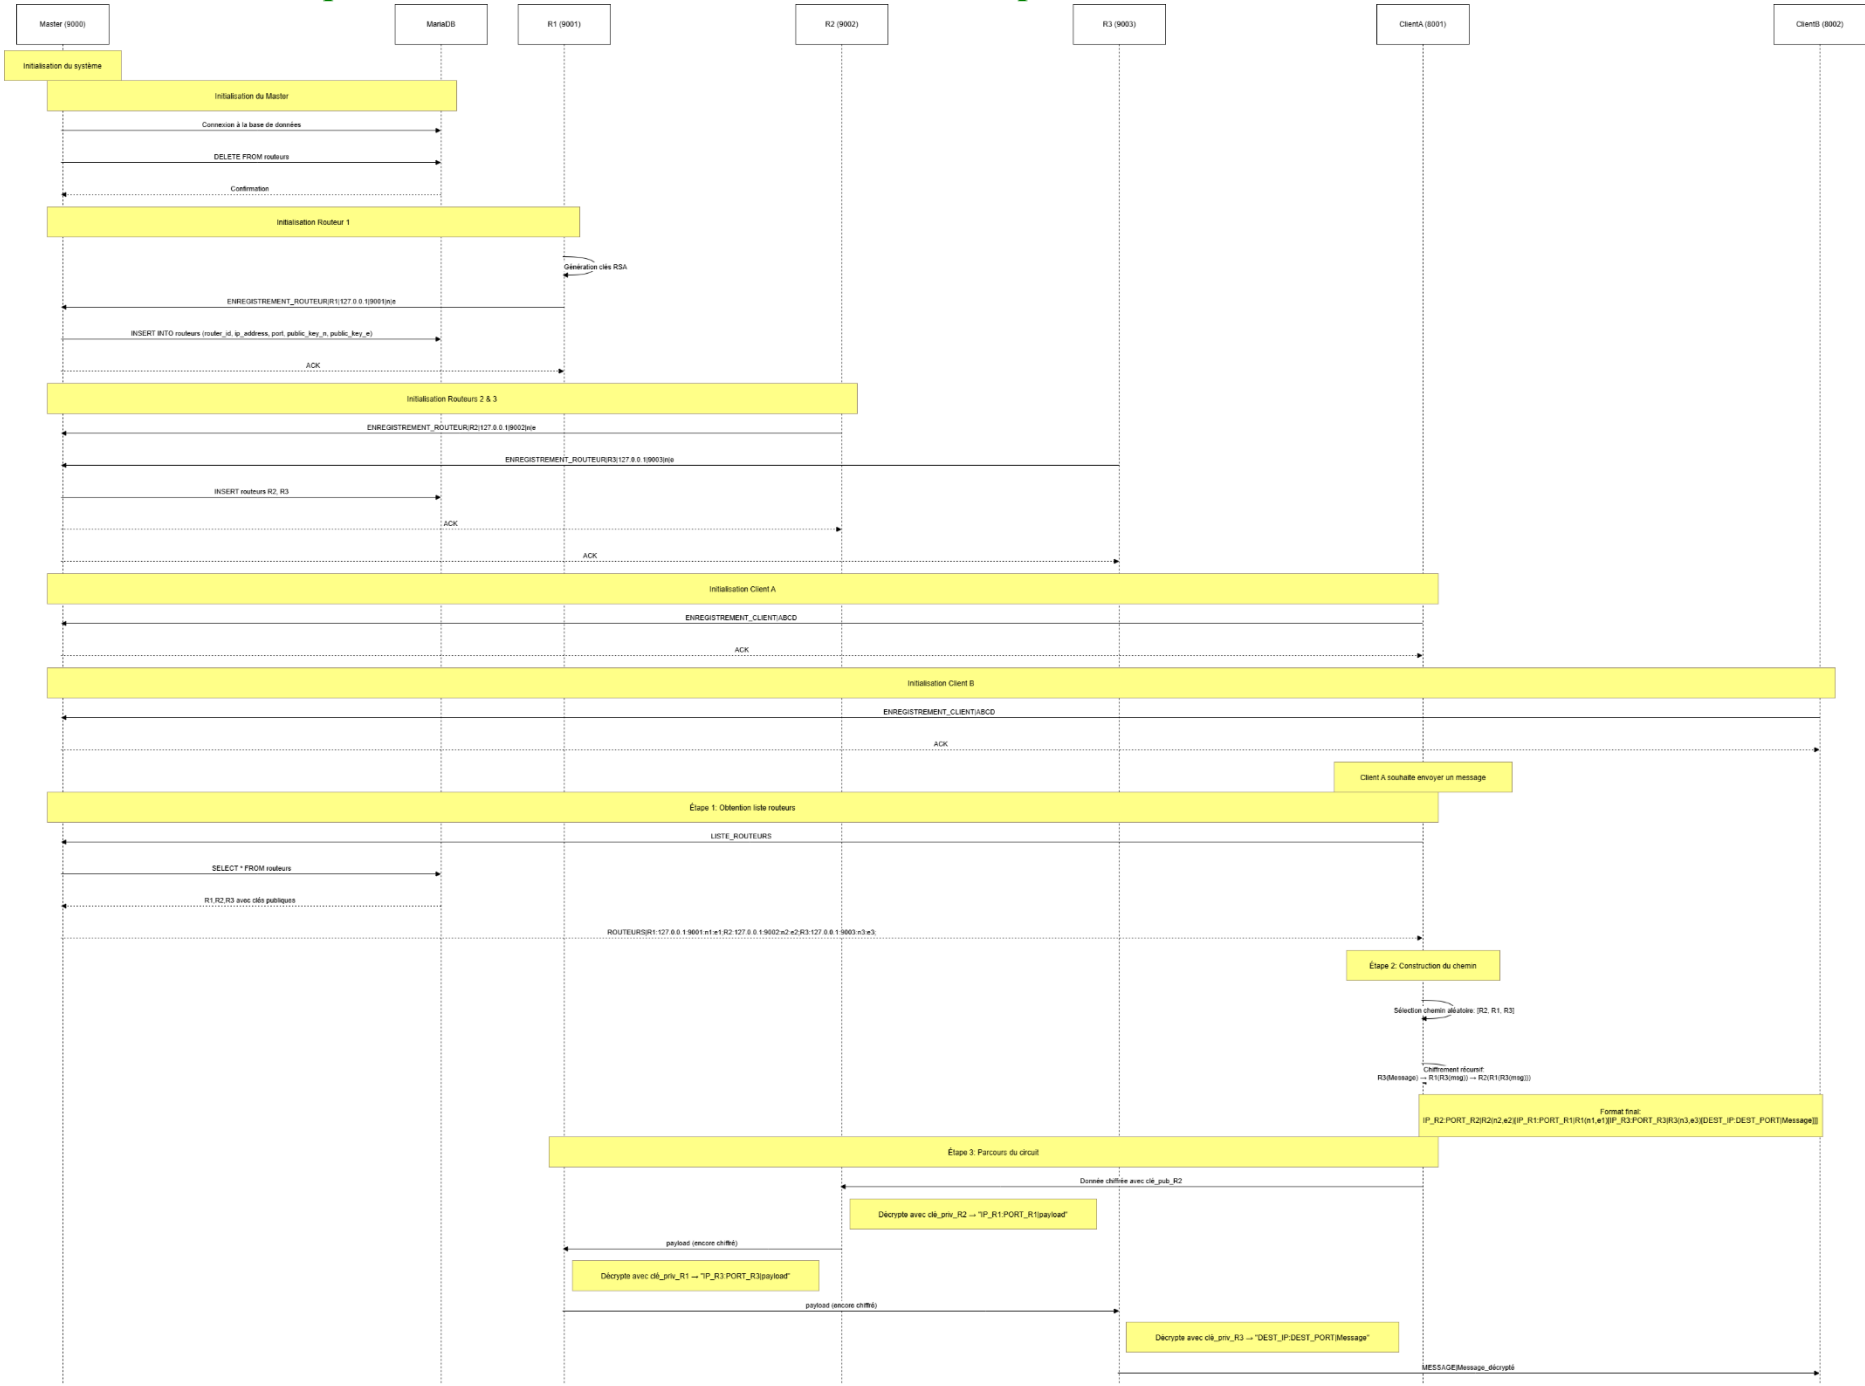 Master (9000)
MariaDB
R1 (9001)
R2 (9002)
R3 (9003)
ClientA (8001)
ClientB (8002)
Initialisation du système
Initialisation du Master
Connexion à la base de données
DELETE FROM routeurs
Confirmation
Initialisation Routeur 1
Génération clés RSA
ENREGISTREMENT_ROUTEUR|R1|127.0.0.1|9001|n|e
INSERT INTO routeurs (router_id, ip_address, port, public_key_n, public_key_e)
ACK
Initialisation Routeurs 2 & 3
ENREGISTREMENT_ROUTEUR|R2|127.0.0.1|9002|n|e
ENREGISTREMENT_ROUTEUR|R3|127.0.0.1|9003|n|e
INSERT routeurs R2, R3
ACK
ACK
Initialisation Client A
ENREGISTREMENT_CLIENT|ABCD
ACK
Initialisation Client B
ENREGISTREMENT_CLIENT|ABCD
ACK
Client A souhaite envoyer un message
Étape 1: Obtention liste routeurs
LISTE_ROUTEURS
SELECT * FROM routeurs
R1,R2,R3 avec clés publiques
ROUTEURS|R1:127.0.0.1:9001:n1:e1;R2:127.0.0.1:9002:n2:e2;R3:127.0.0.1:9003:n3:e3;
Étape 2: Construction du chemin
Sélection chemin aléatoire: [R2, R1, R3]
Chiffrement récursif:
R3(Message) → R1(R3(msg)) → R2(R1(R3(msg)))
Format final:
IP_R2:PORT_R2|R2(n2,e2)[IP_R1:PORT_R1|R1(n1,e1)[IP_R3:PORT_R3|R3(n3,e3)[DEST_IP:DEST_PORT|Message]]]
Étape 3: Parcours du circuit
Donnée chiffrée avec clé_pub_R2
Décrypte avec clé_priv_R2 → "IP_R1:PORT_R1|payload"
payload (encore chiffré)
Décrypte avec clé_priv_R1 → "IP_R3:PORT_R3|payload"
payload (encore chiffré)
Décrypte avec clé_priv_R3 → "DEST_IP:DEST_PORT|Message"
MESSAGE|Message_décrypté